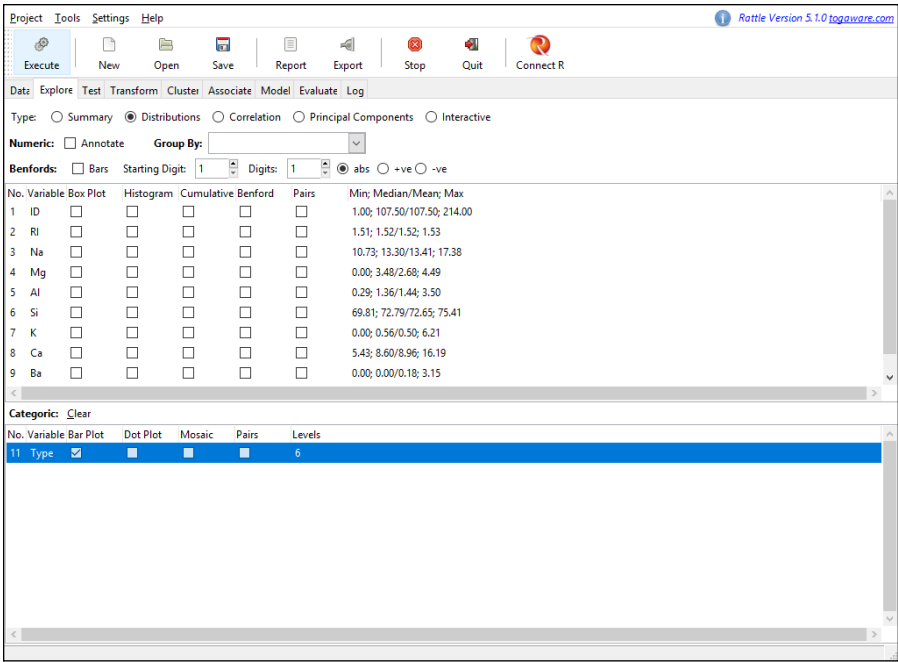 Project Tools Settings Help Rattle Version 5.1.0 togaware.com
Execute New Open Save Report Export Stop Quit Connect R
Data Explore Test Transform Cluster Associate Model Evaluate Log
Type: Summary Distributions Correlation Principal Components Interactive
Numeric: Annotate Group By:
Benfords: Bars Starting Digit: 1 Digits: 1 abs +ve -ve
No. Variable Box Plot Histogram Cumulative Benford Pairs Min; Median/Mean; Max
1 ID 1.00; 107.50/107.50; 214.00
2 RI 1.51; 1.52/1.52; 1.53
3 Na 10.73; 13.30/13.41; 17.38
4 Mg 0.00; 3.48/2.68; 4.49
5 Al 0.29; 1.36/1.44; 3.50
6 Si 69.81; 72.79/72.65; 75.41
7 K 0.00; 0.56/0.50; 6.21
8 Ca 5.43; 8.60/8.96; 16.19
9 Ba 0.00; 0.00/0.18; 3.15
Categoric: Clear
No. Variable Bar Plot Dot Plot Mosaic Pairs Levels
11 Type 6